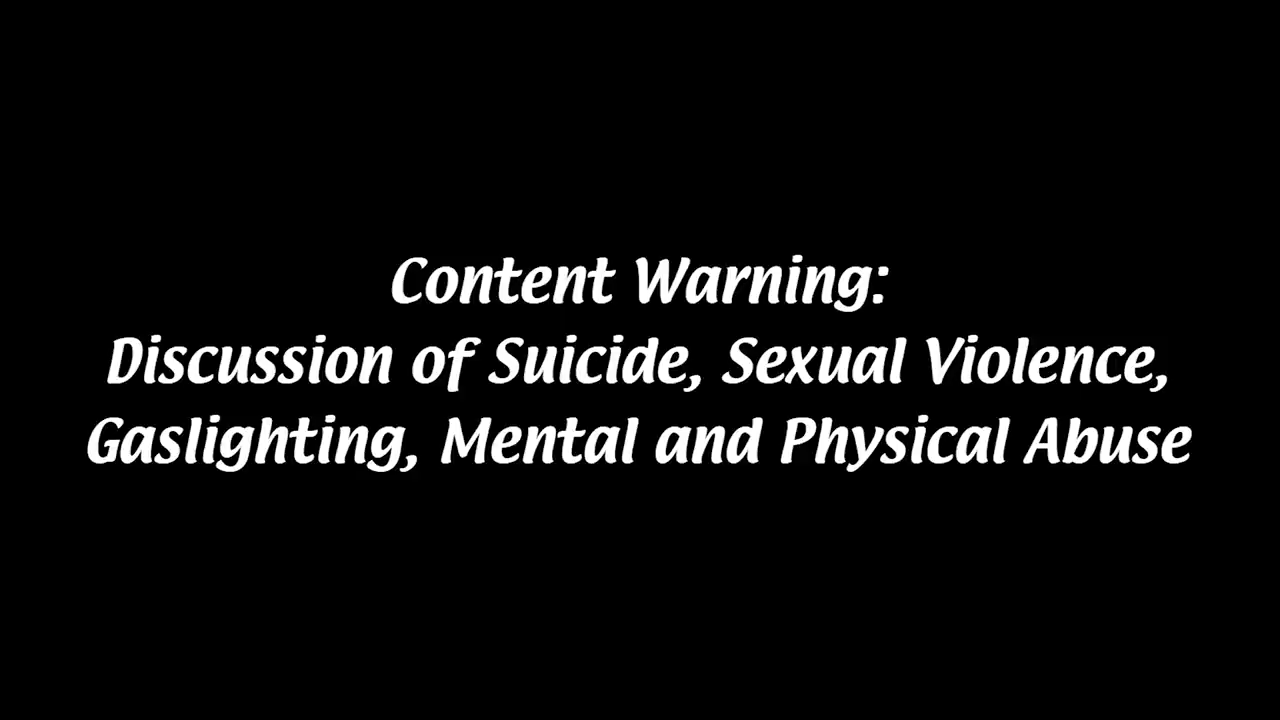 Content Warning:
Discussion of Suicide, Sexual Violence,
Gaslighting, Mental and Physical Abuse